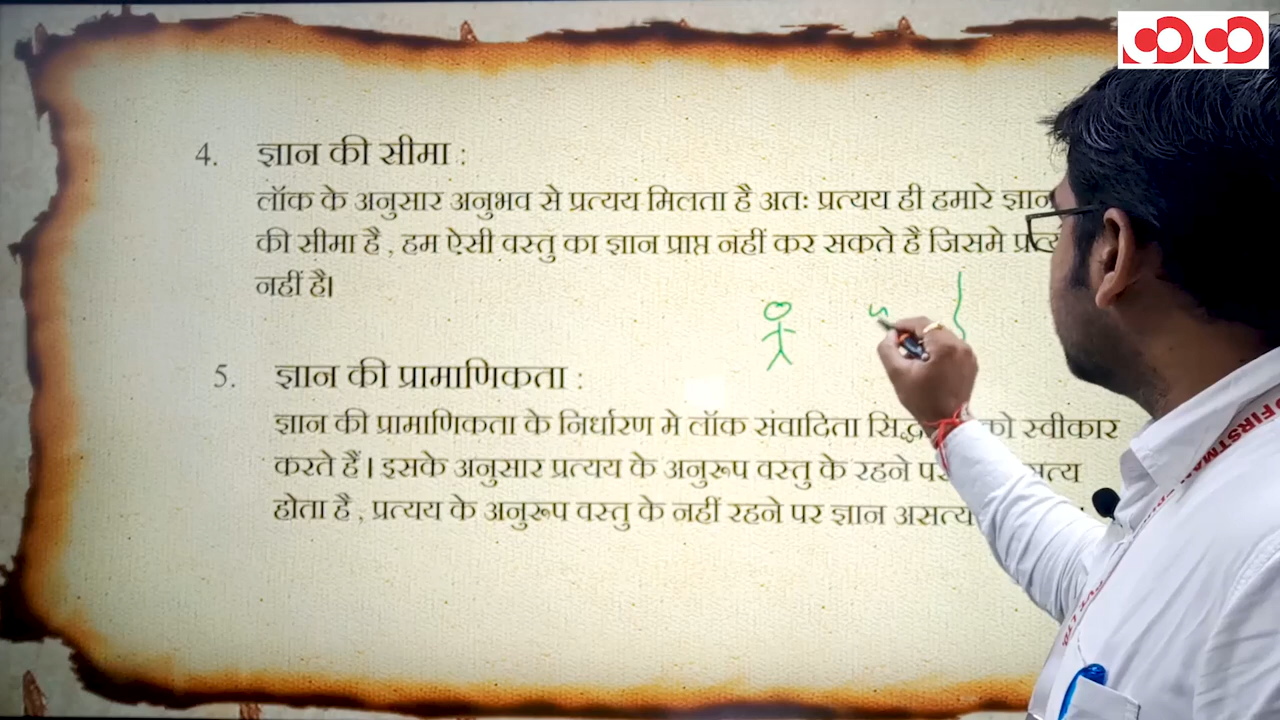 4. ज्ञान की सीमा :
लॉक के अनुसार अनुभव से प्रत्यय मिलता है अतः प्रत्यय ही हमारे ज्ञान
की सीमा है , हम ऐसी वस्तु का ज्ञान प्राप्त नहीं कर सकते है जिसमे
नहीं है।
5. ज्ञान की प्रामाणिकता :
ज्ञान की प्रामाणिकता के निर्धारण मे लॉक संवादिता को स्वीकार
करते हैं। इसके अनुसार प्रत्यय के अनुरूप वस्तु के रहने
होता है , प्रत्यय के अनुरूप वस्तु के नहीं रहने पर ज्ञान असत्य
PVT. LTD.